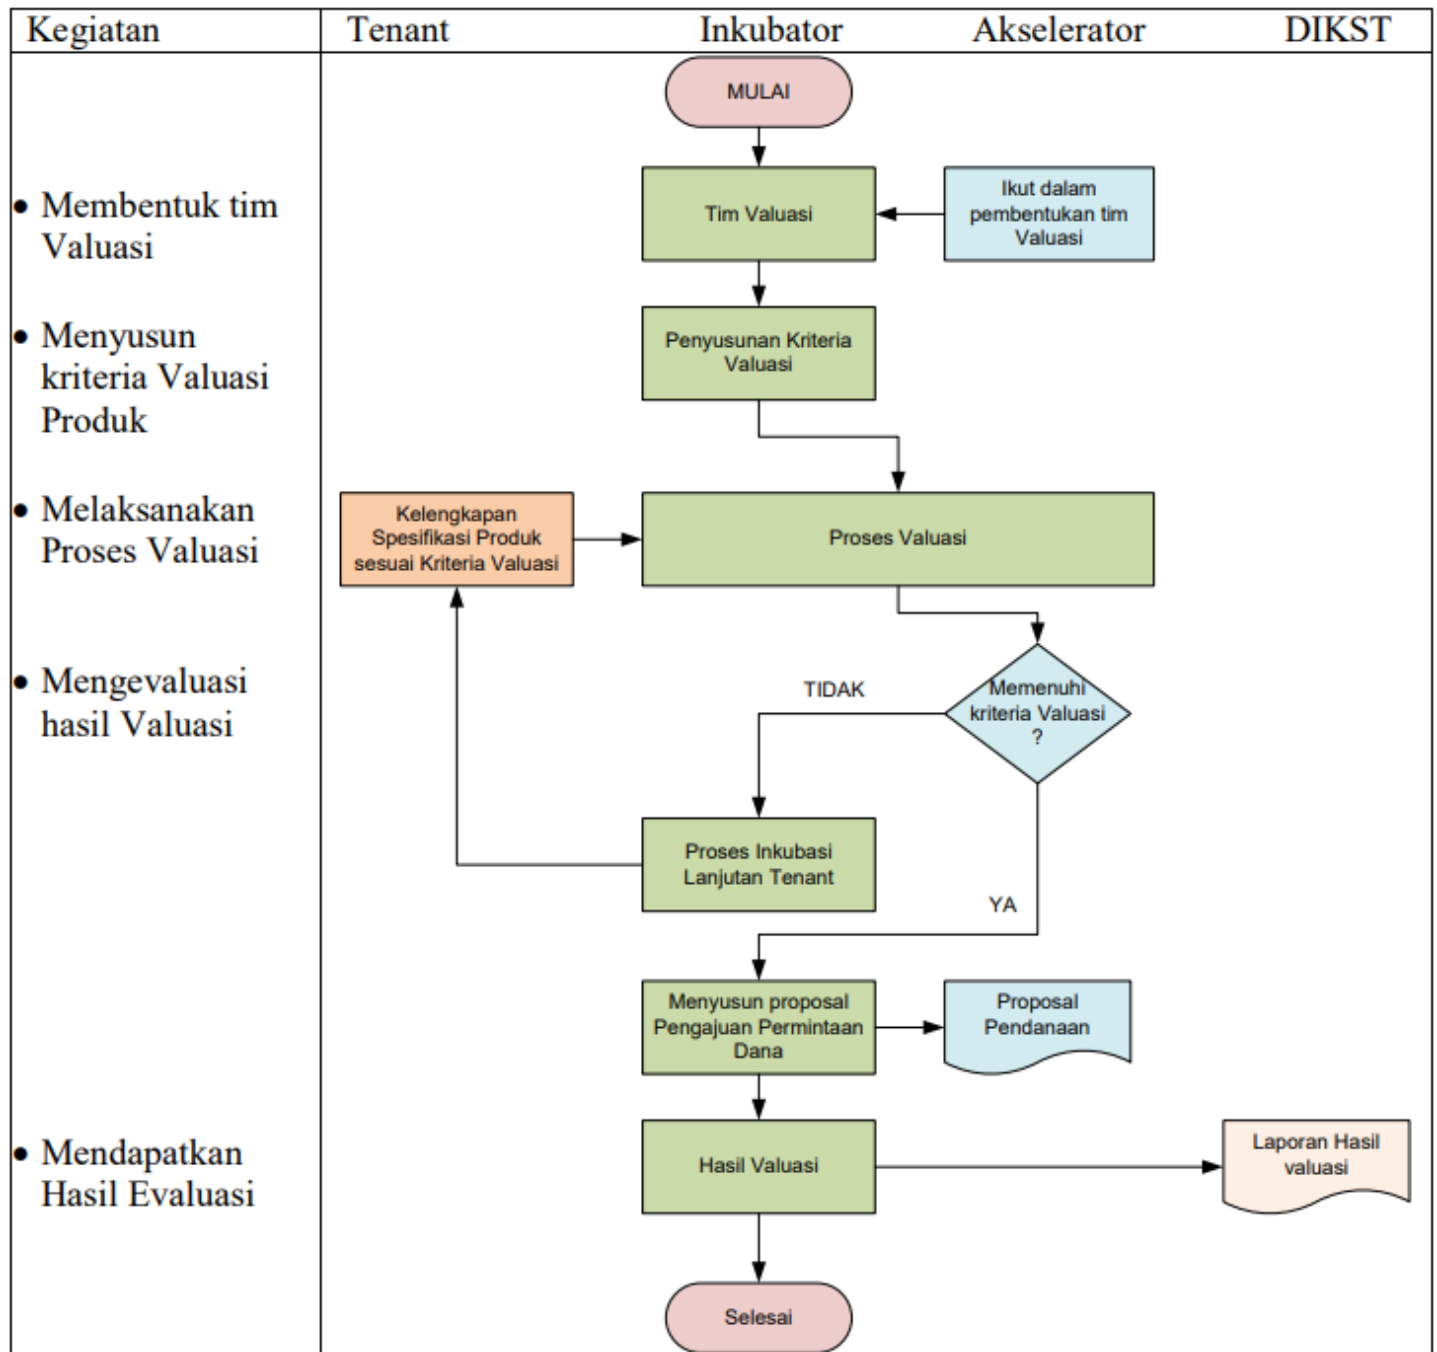 Kegiatan
Tenant
Inkubator
Akselerator
DIKST
MULAI
• Membentuk tim
Valuasi
Tim Valuasi
Ikut dalam
pembentukan tim
Valuasi
• Menyusun
kriteria Valuasi
Produk
Penyusunan Kriteria
Valuasi
• Melaksanakan
Proses Valuasi
Kelengkapan
Spesifikasi Produk
sesuai Kriteria Valuasi
Proses Valuasi
• Mengevaluasi
hasil Valuasi
TIDAK
Memenuhi
kriteria Valuasi
?
Proses Inkubasi
Lanjutan Tenant
YA
Menyusun proposal
Pengajuan Permintaan
Dana
Proposal
Pendanaan
• Mendapatkan
Hasil Evaluasi
Hasil Valuasi
Laporan Hasil
valuasi
Selesai